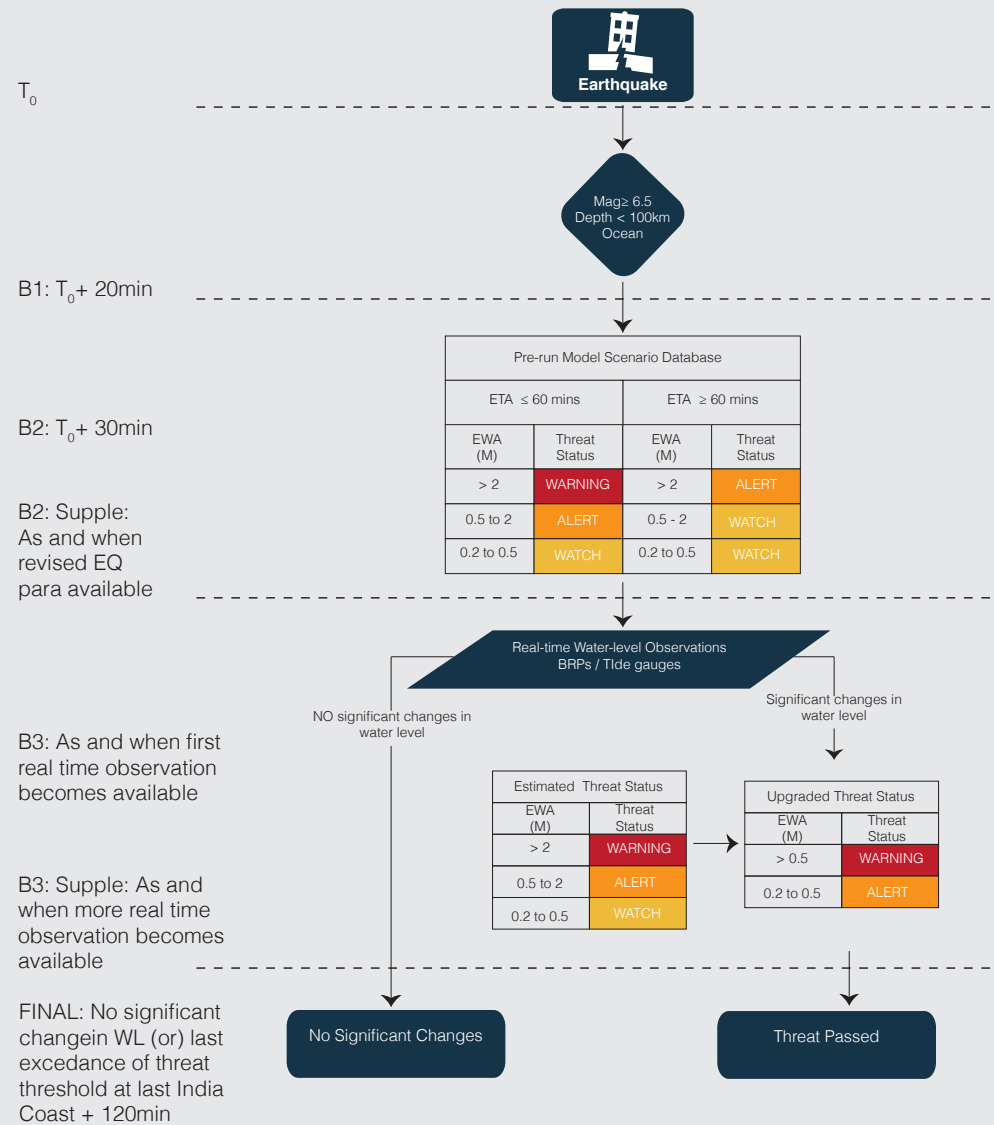 Earthquake
T0
Mag≥ 6.5
Depth < 100km
Ocean
B1: T0+ 20min
Pre-run Model Scenario Database
ETA ≤ 60 mins
ETA ≥ 60 mins
B2: T0+ 30min
EWA
(M)
Threat
Status
EWA
(M)
Threat
Status
> 2
WARNING
> 2
ALERT
0.5 to 2
ALERT
0.5 - 2
WATCH
0.2 to 0.5
WATCH
0.2 to 0.5
WATCH
B2: Supple:
As and when
revised EQ
para available
Real-time Water-level Observations
BRPs / TIde gauges
NO significant changes in
water level
Significant changes in
water level
B3: As and when first
real time observation
becomes available
Estimated Threat Status
EWA
(M)
Threat
Status
> 2
WARNING
0.5 to 2
ALERT
0.2 to 0.5
WATCH
Upgraded Threat Status
EWA
(M)
Threat
Status
> 0.5
WARNING
0.2 to 0.5
ALERT
B3: Supple: As and
when more real time
observation becomes
available
FINAL: No significant
changein WL (or) last
excedance of threat
threshold at last India
Coast + 120min
No Significant Changes
Threat Passed